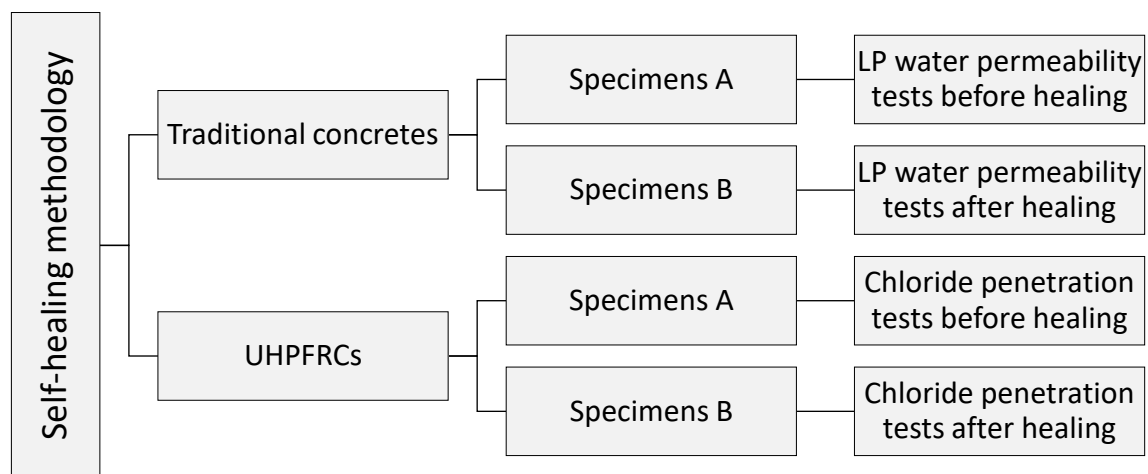 Self-healing methodology
Traditional concretes
Specimens A
LP water permeability
tests before healing
Specimens B
LP water permeability
tests after healing
UHPFRCs
Specimens A
Chloride penetration
tests before healing
Specimens B
Chloride penetration
tests after healing